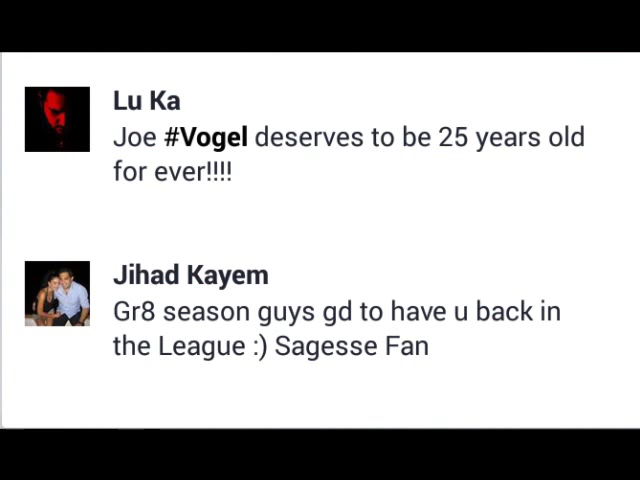 Lu Ka
Joe #Vogel deserves to be 25 years old
for ever!!!!
Jihad Kayem
Gr8 season guys gd to have u back in
the League :) Sagesse Fan